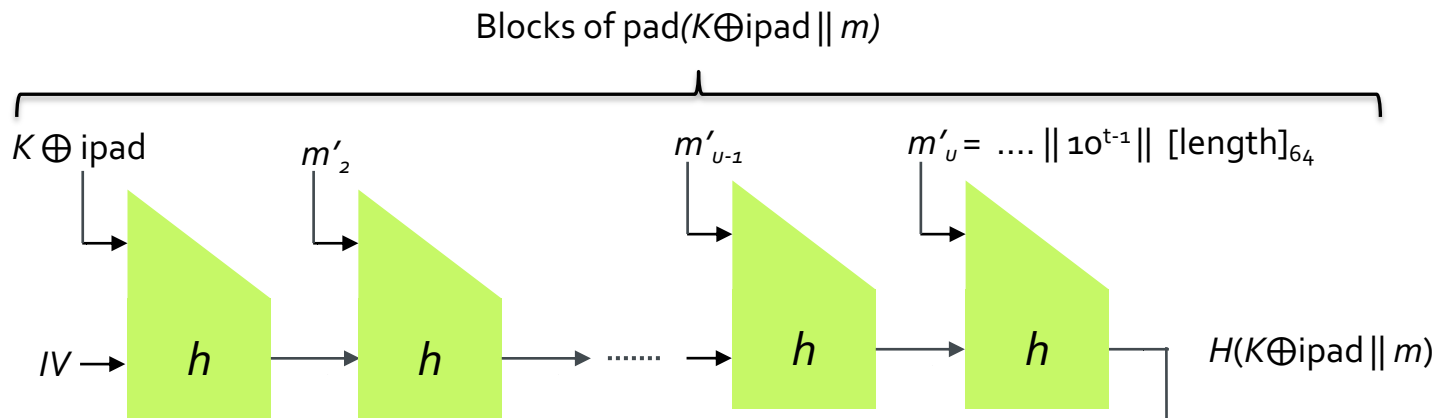 Blocks of pad(K⊕ipad || m)
K ⊕ ipad
m'₂
m'ᵤ₋₁
m'ᵤ = .... || 10ᵗ⁻¹ || [length]₆₄
IV
h
h
.......
h
h
H(K⊕ipad || m)